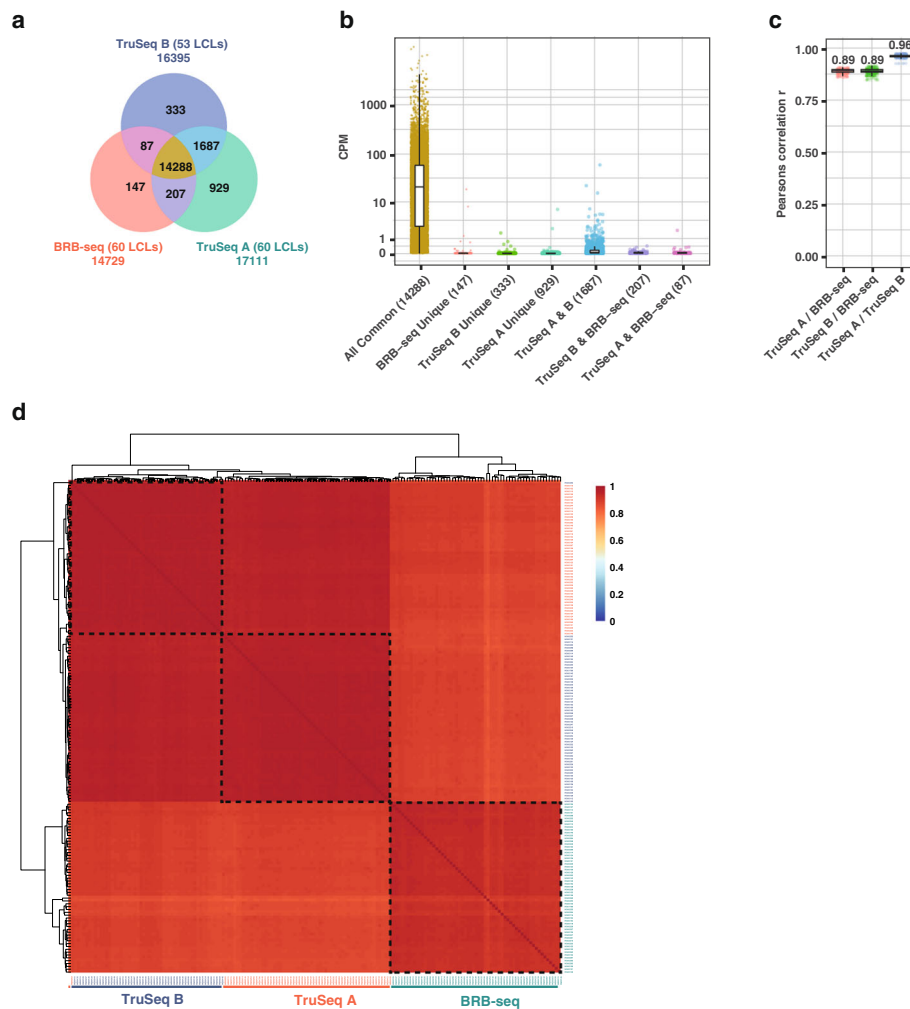 a
TruSeq B (53 LCLs)
16395
333
87
1687
14288
147
207
929
BRB-seq (60 LCLs)
14729
TruSeq A (60 LCLs)
17111
b
CPM
1000
100
10
1
0
All Common (14288)
BRB-seq Unique (147)
TruSeq B Unique (333)
TruSeq A Unique (929)
TruSeq A & B (1687)
TruSeq B & BRB-seq (207)
TruSeq A & BRB-seq (87)
c
Pearsons correlation r
1.00
0.75
0.50
0.25
0.00
0.89
0.89
0.96
TruSeq A / BRB-seq
TruSeq B / BRB-seq
TruSeq A / TruSeq B
d
1
0.8
0.6
0.4
0.2
0
TruSeq B
TruSeq A
BRB-seq